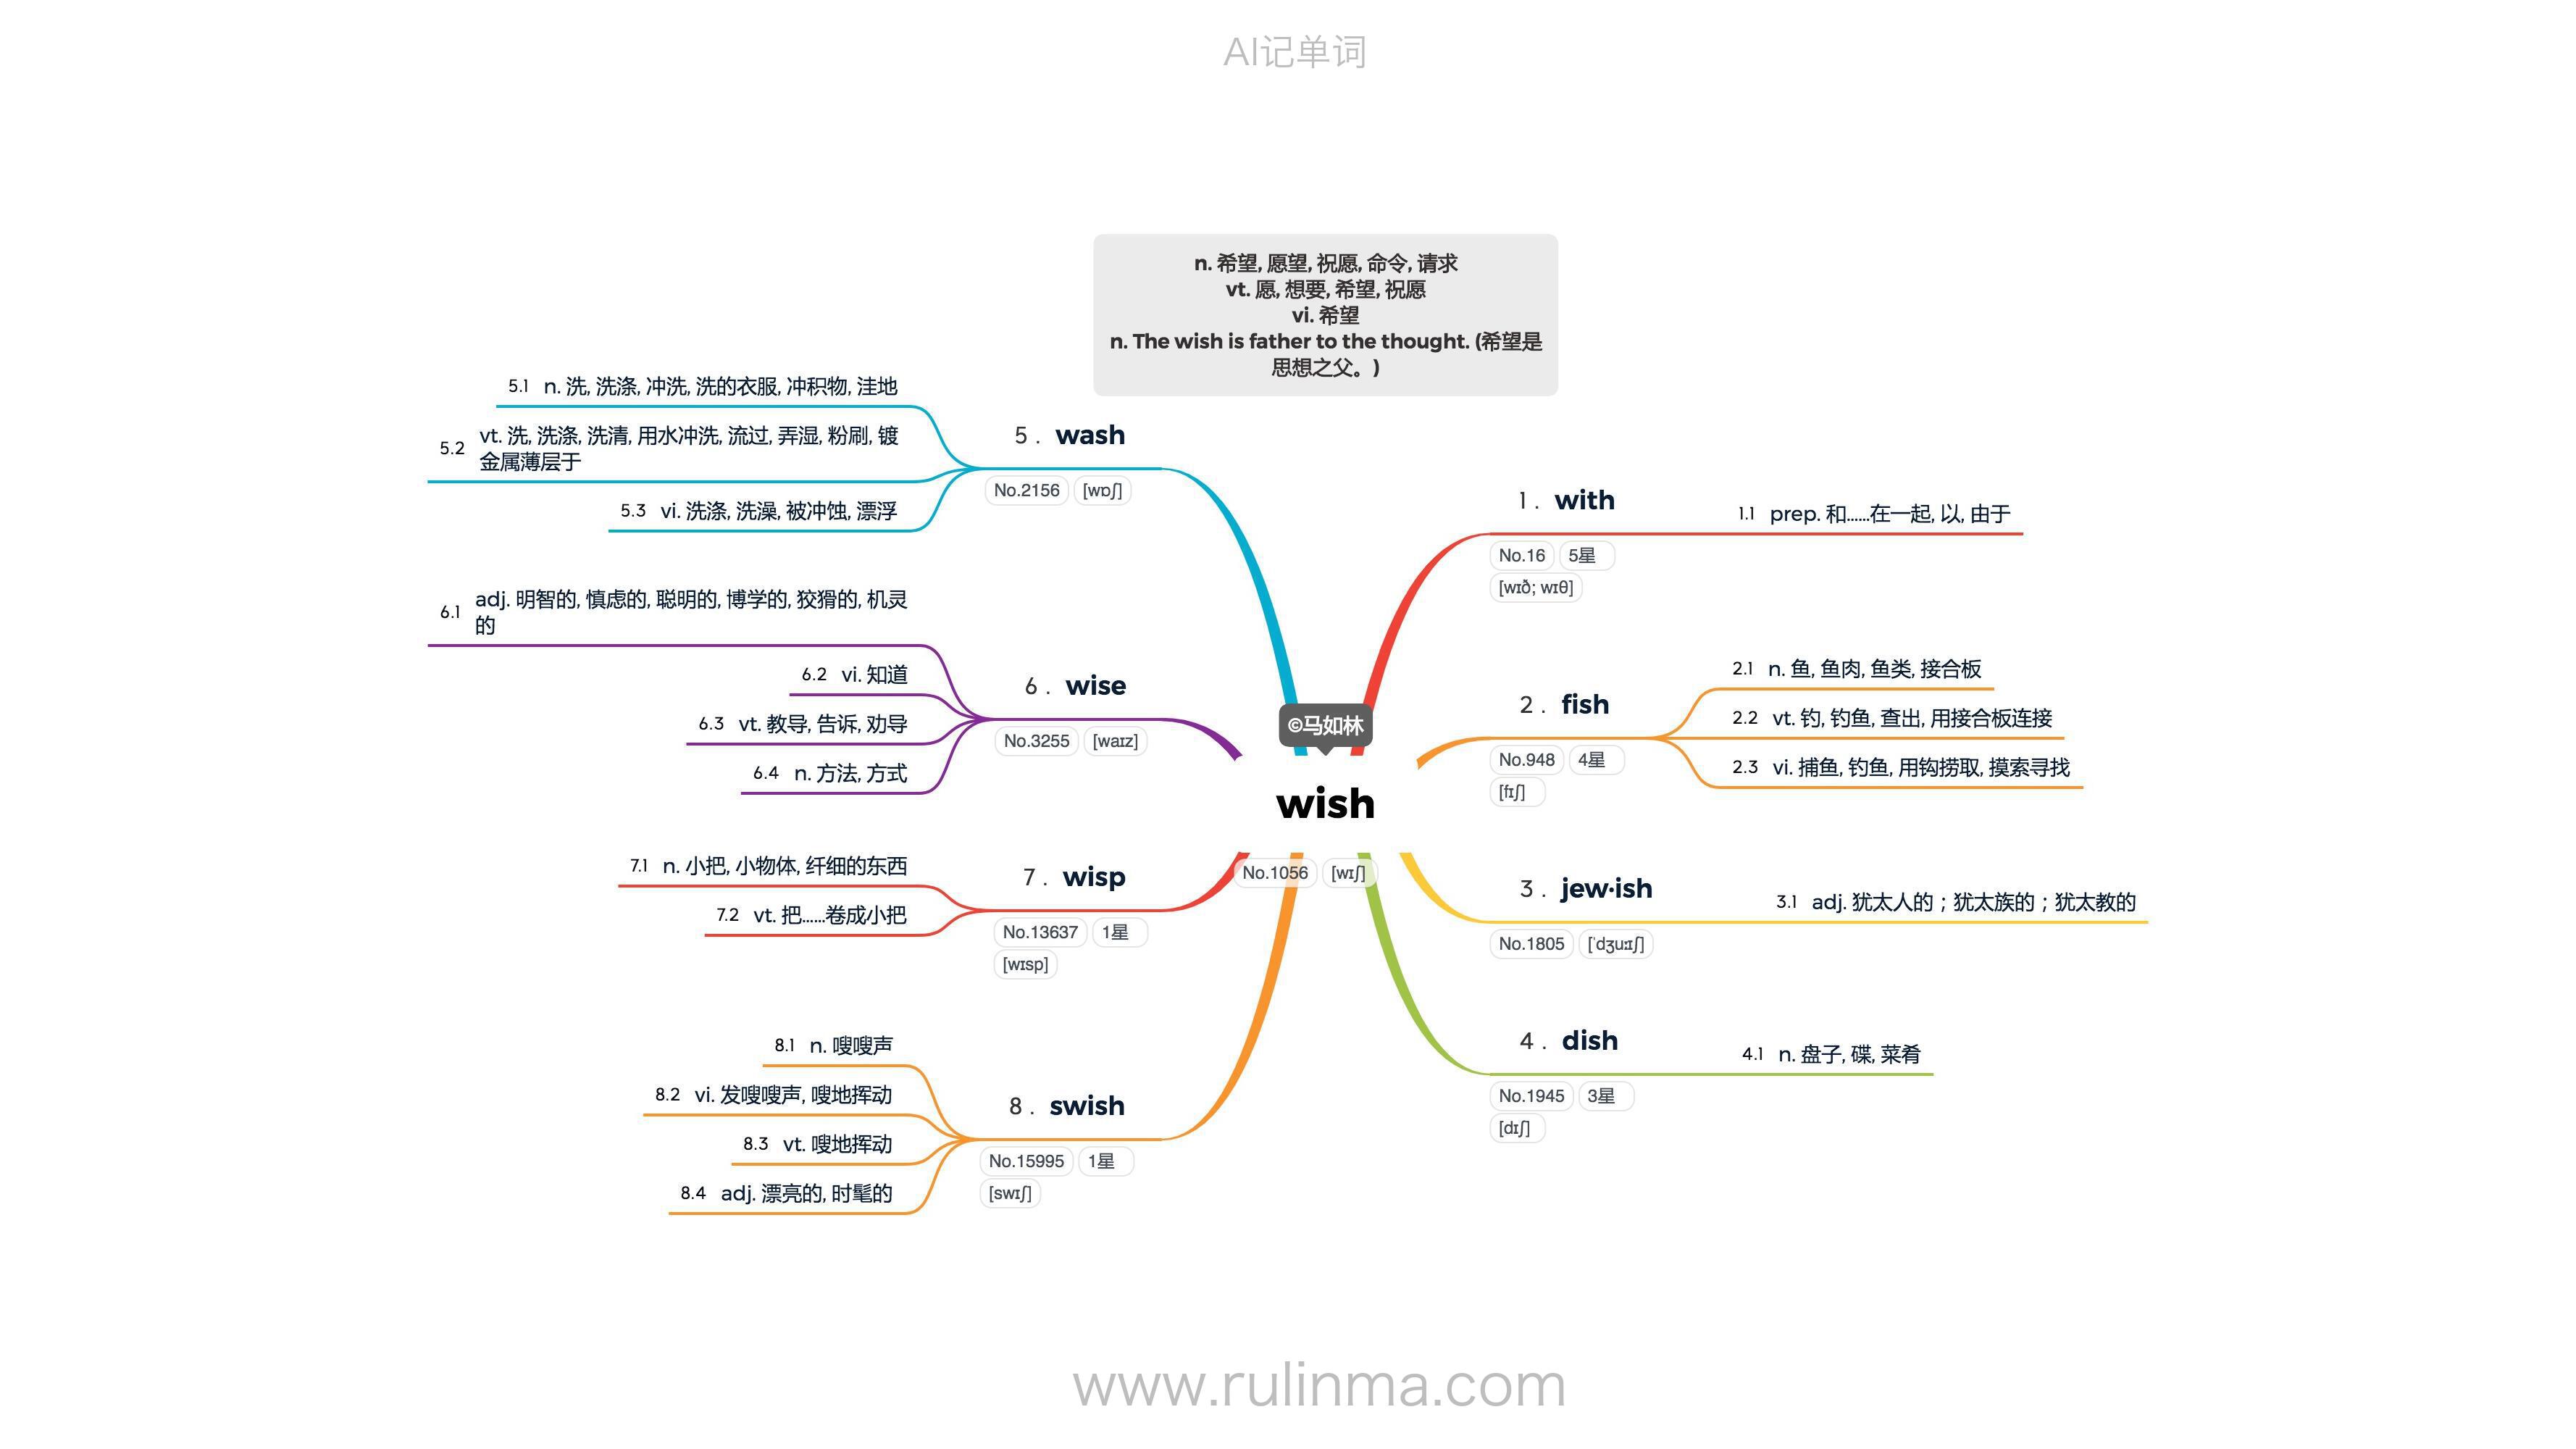 AI记单词
n. 希望, 愿望, 祝愿, 命令, 请求
vt. 愿, 想要, 希望, 祝愿
vi. 希望
n. The wish is father to the thought. (希望是
思想之父。)
©马如林
wish
No.1056 [wɪʃ]
1 . with
No.16 5星
[wɪð; wɪθ]
1.1 prep. 和......在一起, 以, 由于
2 . fish
No.948 4星
[fɪʃ]
2.1 n. 鱼, 鱼肉, 鱼类, 接合板
2.2 vt. 钓, 钓鱼, 查出, 用接合板连接
2.3 vi. 捕鱼, 钓鱼, 用钩捞取, 摸索寻找
3 . jew·ish
No.1805 [ˈdʒuːɪʃ]
3.1 adj. 犹太人的；犹太族的；犹太教的
4 . dish
No.1945 3星
[dɪʃ]
4.1 n. 盘子, 碟, 菜肴
5 . wash
No.2156 [wɒʃ]
5.1 n. 洗, 洗涤, 冲洗, 洗的衣服, 冲积物, 洼地
5.2 vt. 洗, 洗涤, 洗清, 用水冲洗, 流过, 弄湿, 粉刷, 镀
金属薄层于
5.3 vi. 洗涤, 洗澡, 被冲蚀, 漂浮
6 . wise
No.3255 [waɪz]
6.1 adj. 明智的, 慎虑的, 聪明的, 博学的, 狡猾的, 机灵
的
6.2 vi. 知道
6.3 vt. 教导, 告诉, 劝导
6.4 n. 方法, 方式
7 . wisp
No.13637 1星
[wɪsp]
7.1 n. 小把, 小物体, 纤细的东西
7.2 vt. 把......卷成小把
8 . swish
No.15995 1星
[swɪʃ]
8.1 n. 嗖嗖声
8.2 vi. 发嗖嗖声, 嗖地挥动
8.3 vt. 嗖地挥动
8.4 adj. 漂亮的, 时髦的
www.rulinma.com